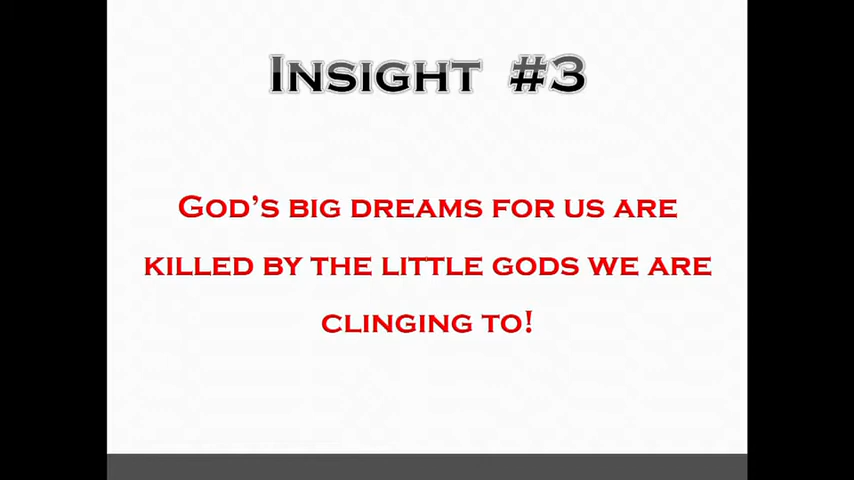 Insight #3
God's big dreams for us are
killed by the little gods we are
clinging to!